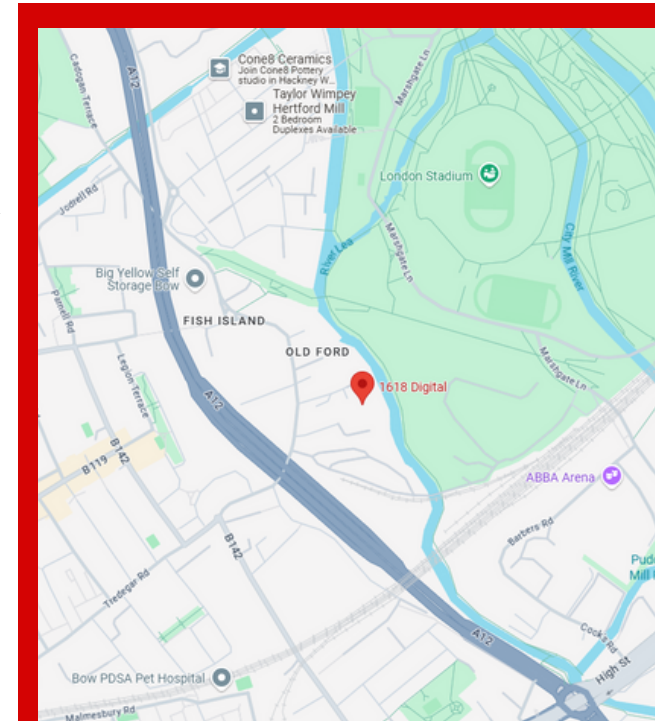 Cadogan Terrace
A12
Cone8 Ceramics
Join Cone8 Pottery
studio in Hackney W...
Taylor Wimpey
Hertford Mill
2 Bedroom
Duplexes Available
Marshgate Ln
London Stadium
Jodrell Rd
River Lea
Marshgate Ln
City Mill River
Big Yellow Self
Storage Bow
Parnell Rd
FISH ISLAND
OLD FORD
Legion Terrace
Marshgate Ln
1618 Digital
A12
B119
B142
ABBA Arena
Barbers Rd
B142
Tredegar Rd
Pudd
Mill
Cooks Rd
A12
High St
Bow PDSA Pet Hospital
Malmesbury Rd